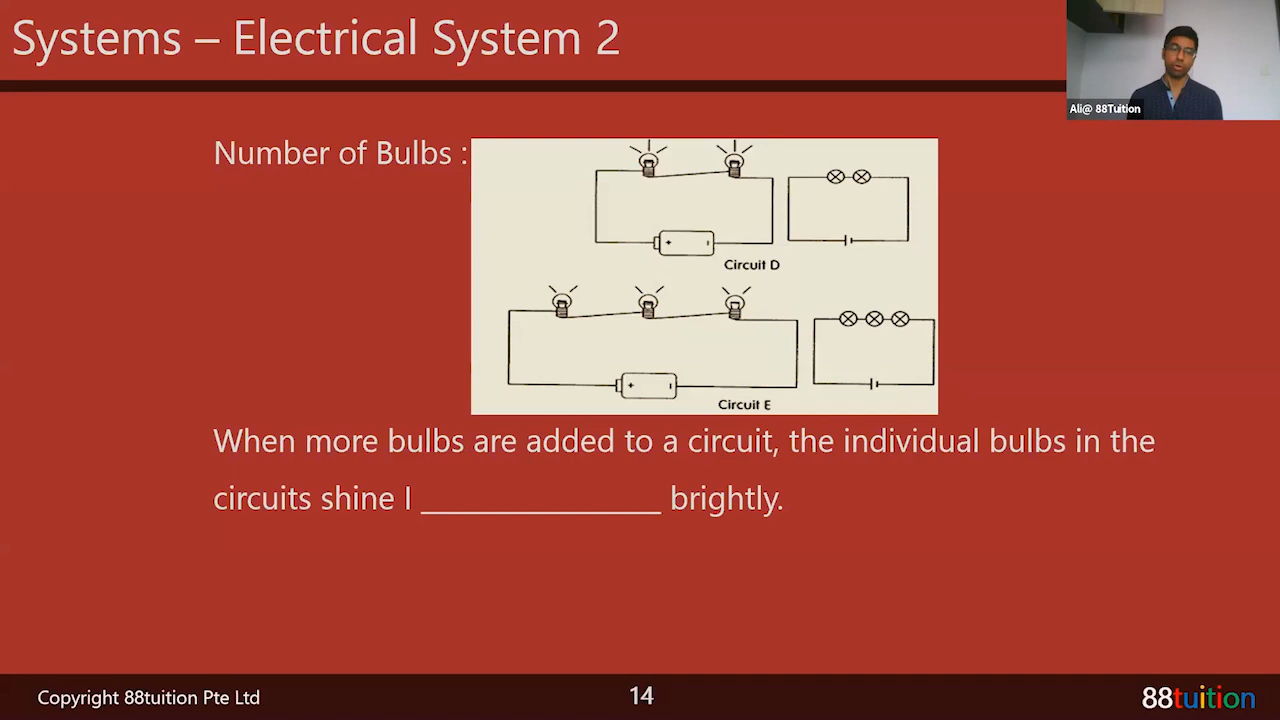 Systems – Electrical System 2
Ali@ 88Tuition
Number of Bulbs :
Circuit D
Circuit E
When more bulbs are added to a circuit, the individual bulbs in the
circuits shine l _______________ brightly.
Copyright 88tuition Pte Ltd
14
88tuition